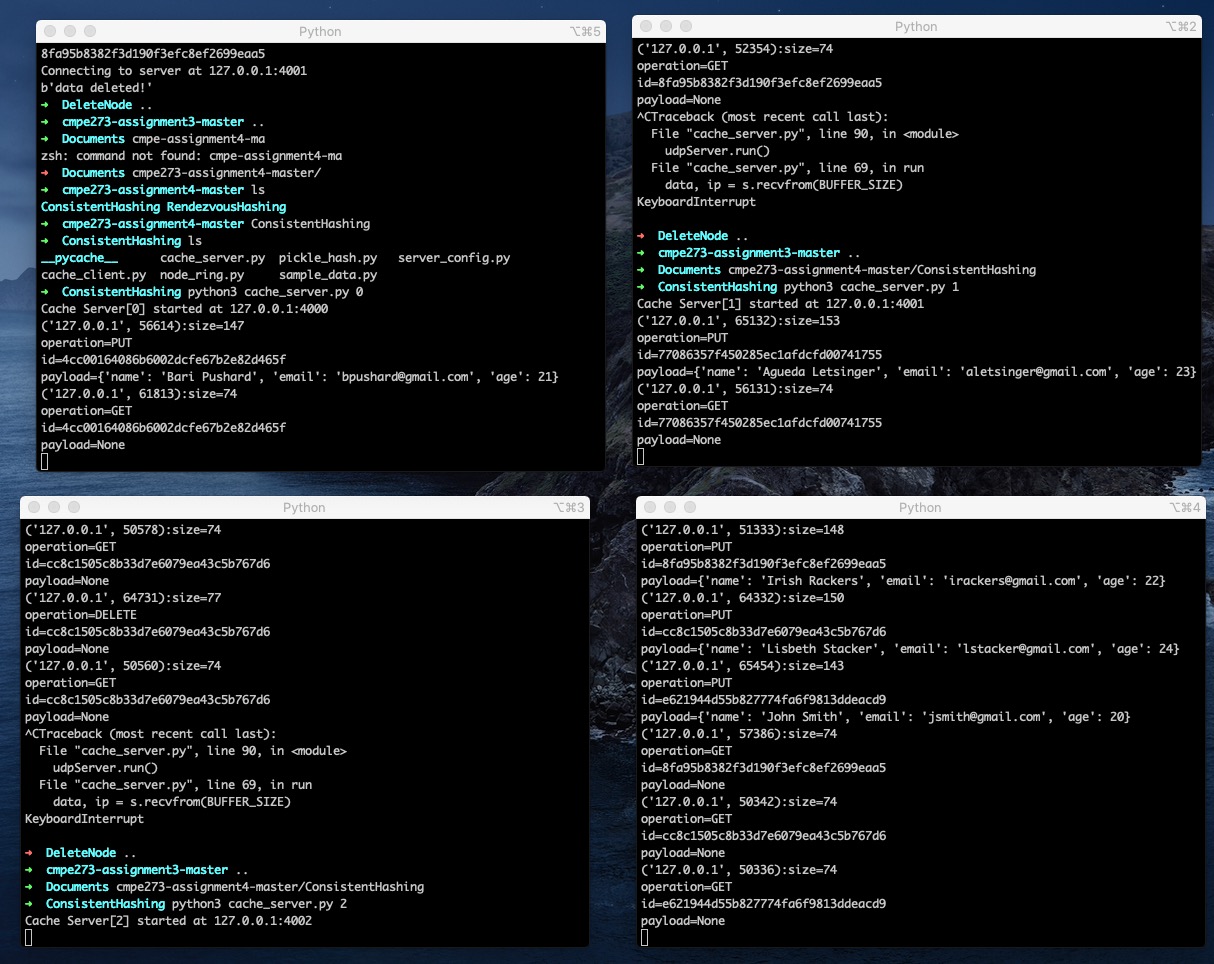 Python ⌥⌘5
8fa95b8382f3d190f3efc8ef2699eaa5
Connecting to server at 127.0.0.1:4001
b'data deleted!'
➜ DeleteNode ..
➜ cmpe273-assignment3-master ..
➜ Documents cmpe-assignment4-ma
zsh: command not found: cmpe-assignment4-ma
➜ Documents cmpe273-assignment4-master/
➜ cmpe273-assignment4-master ls
ConsistentHashing RendezvousHashing
➜ cmpe273-assignment4-master ConsistentHashing
➜ ConsistentHashing ls
__pycache__ cache_server.py pickle_hash.py server_config.py
cache_client.py node_ring.py sample_data.py
➜ ConsistentHashing python3 cache_server.py 0
Cache Server[0] started at 127.0.0.1:4000
('127.0.0.1', 56614):size=147
operation=PUT
id=4cc00164086b6002dcfe67b2e82d465f
payload={'name': 'Bari Pushard', 'email': 'bpushard@gmail.com', 'age': 21}
('127.0.0.1', 61813):size=74
operation=GET
id=4cc00164086b6002dcfe67b2e82d465f
payload=None
Python ⌥⌘2
('127.0.0.1', 52354):size=74
operation=GET
id=8fa95b8382f3d190f3efc8ef2699eaa5
payload=None
^CTraceback (most recent call last):
File "cache_server.py", line 90, in <module>
udpServer.run()
File "cache_server.py", line 69, in run
data, ip = s.recvfrom(BUFFER_SIZE)
KeyboardInterrupt
➜ DeleteNode ..
➜ cmpe273-assignment3-master ..
➜ Documents cmpe273-assignment4-master/ConsistentHashing
➜ ConsistentHashing python3 cache_server.py 1
Cache Server[1] started at 127.0.0.1:4001
('127.0.0.1', 65132):size=153
operation=PUT
id=77086357f450285ec1afdcfd00741755
payload={'name': 'Agueda Letsinger', 'email': 'aletsinger@gmail.com', 'age': 23}
('127.0.0.1', 56131):size=74
operation=GET
id=77086357f450285ec1afdcfd00741755
payload=None
Python ⌥⌘3
('127.0.0.1', 50578):size=74
operation=GET
id=cc8c1505c8b33d7e6079ea43c5b767d6
payload=None
('127.0.0.1', 64731):size=77
operation=DELETE
id=cc8c1505c8b33d7e6079ea43c5b767d6
payload=None
('127.0.0.1', 50560):size=74
operation=GET
id=cc8c1505c8b33d7e6079ea43c5b767d6
payload=None
^CTraceback (most recent call last):
File "cache_server.py", line 90, in <module>
udpServer.run()
File "cache_server.py", line 69, in run
data, ip = s.recvfrom(BUFFER_SIZE)
KeyboardInterrupt
➜ DeleteNode ..
➜ cmpe273-assignment3-master ..
➜ Documents cmpe273-assignment4-master/ConsistentHashing
➜ ConsistentHashing python3 cache_server.py 2
Cache Server[2] started at 127.0.0.1:4002
Python ⌥⌘4
('127.0.0.1', 51333):size=148
operation=PUT
id=8fa95b8382f3d190f3efc8ef2699eaa5
payload={'name': 'Irish Rackers', 'email': 'irackers@gmail.com', 'age': 22}
('127.0.0.1', 64332):size=150
operation=PUT
id=cc8c1505c8b33d7e6079ea43c5b767d6
payload={'name': 'Lisbeth Stacker', 'email': 'lstacker@gmail.com', 'age': 24}
('127.0.0.1', 65454):size=143
operation=PUT
id=e621944d55b827774fa6f9813ddeacd9
payload={'name': 'John Smith', 'email': 'jsmith@gmail.com', 'age': 20}
('127.0.0.1', 57386):size=74
operation=GET
id=8fa95b8382f3d190f3efc8ef2699eaa5
payload=None
('127.0.0.1', 50342):size=74
operation=GET
id=cc8c1505c8b33d7e6079ea43c5b767d6
payload=None
('127.0.0.1', 50336):size=74
operation=GET
id=e621944d55b827774fa6f9813ddeacd9
payload=None